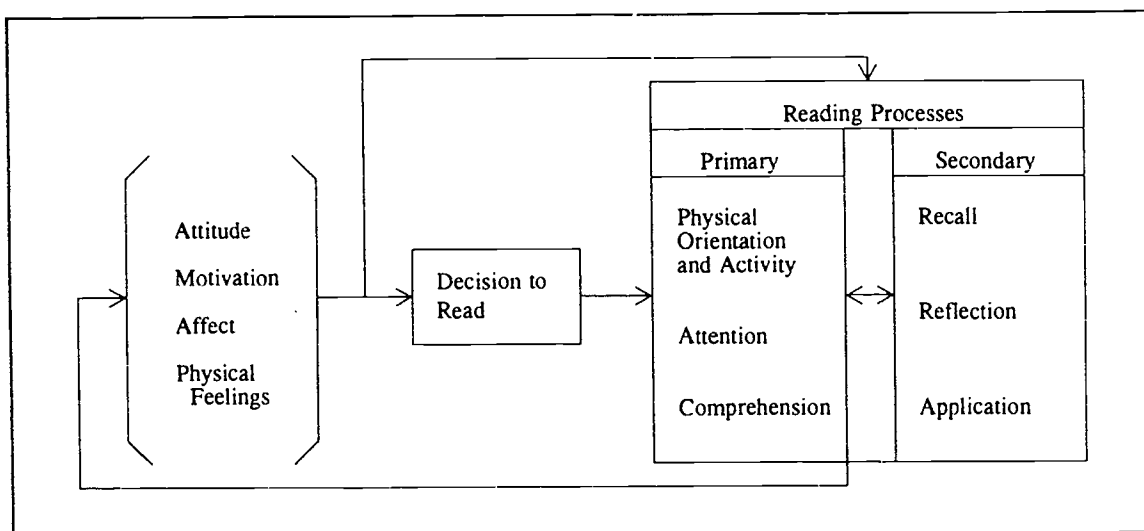 Reading Processes
Primary
Secondary
Attitude
Motivation
Affect
Physical
Feelings
Decision to
Read
Physical
Orientation
and Activity
Attention
Comprehension
Recall
Reflection
Application